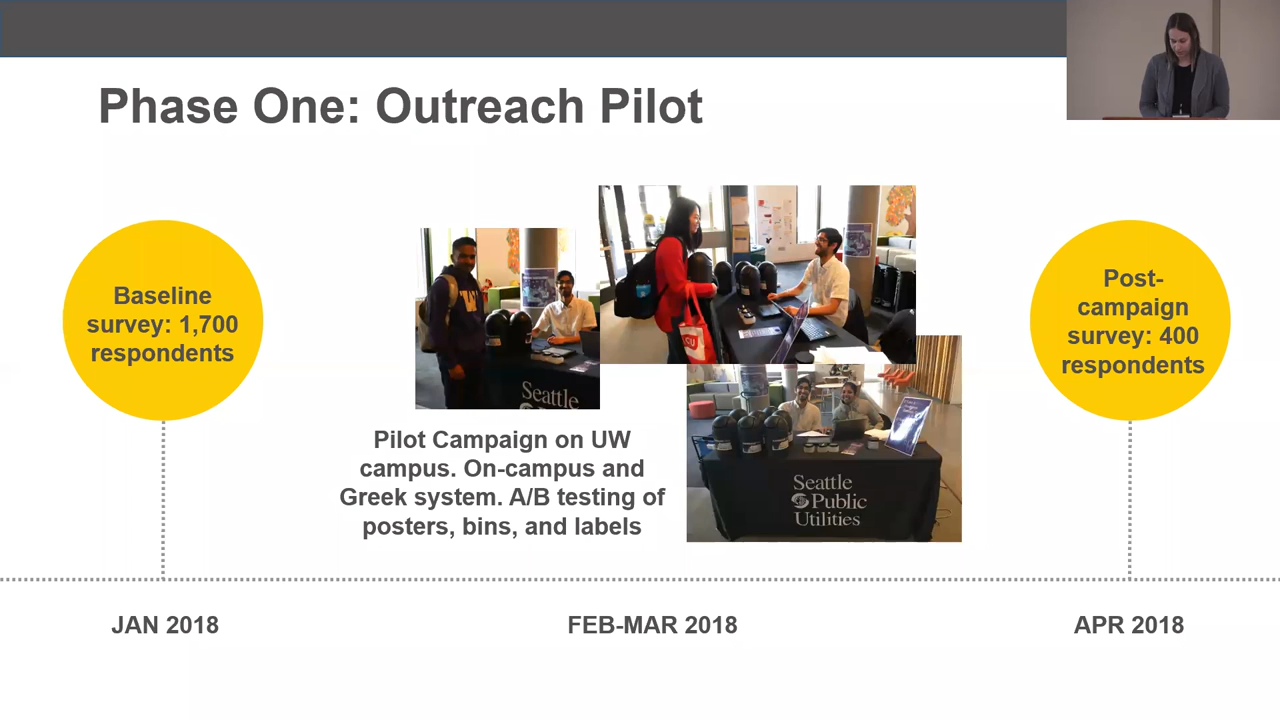 Phase One: Outreach Pilot
Baseline
survey: 1,700
respondents
CU
Seattle
Pilot Campaign on UW
campus. On-campus and
Greek system. A/B testing of
posters, bins, and labels
Seattle
Public
Utilities
Post-
campaign
survey: 400
respondents
JAN 2018
FEB-MAR 2018
APR 2018